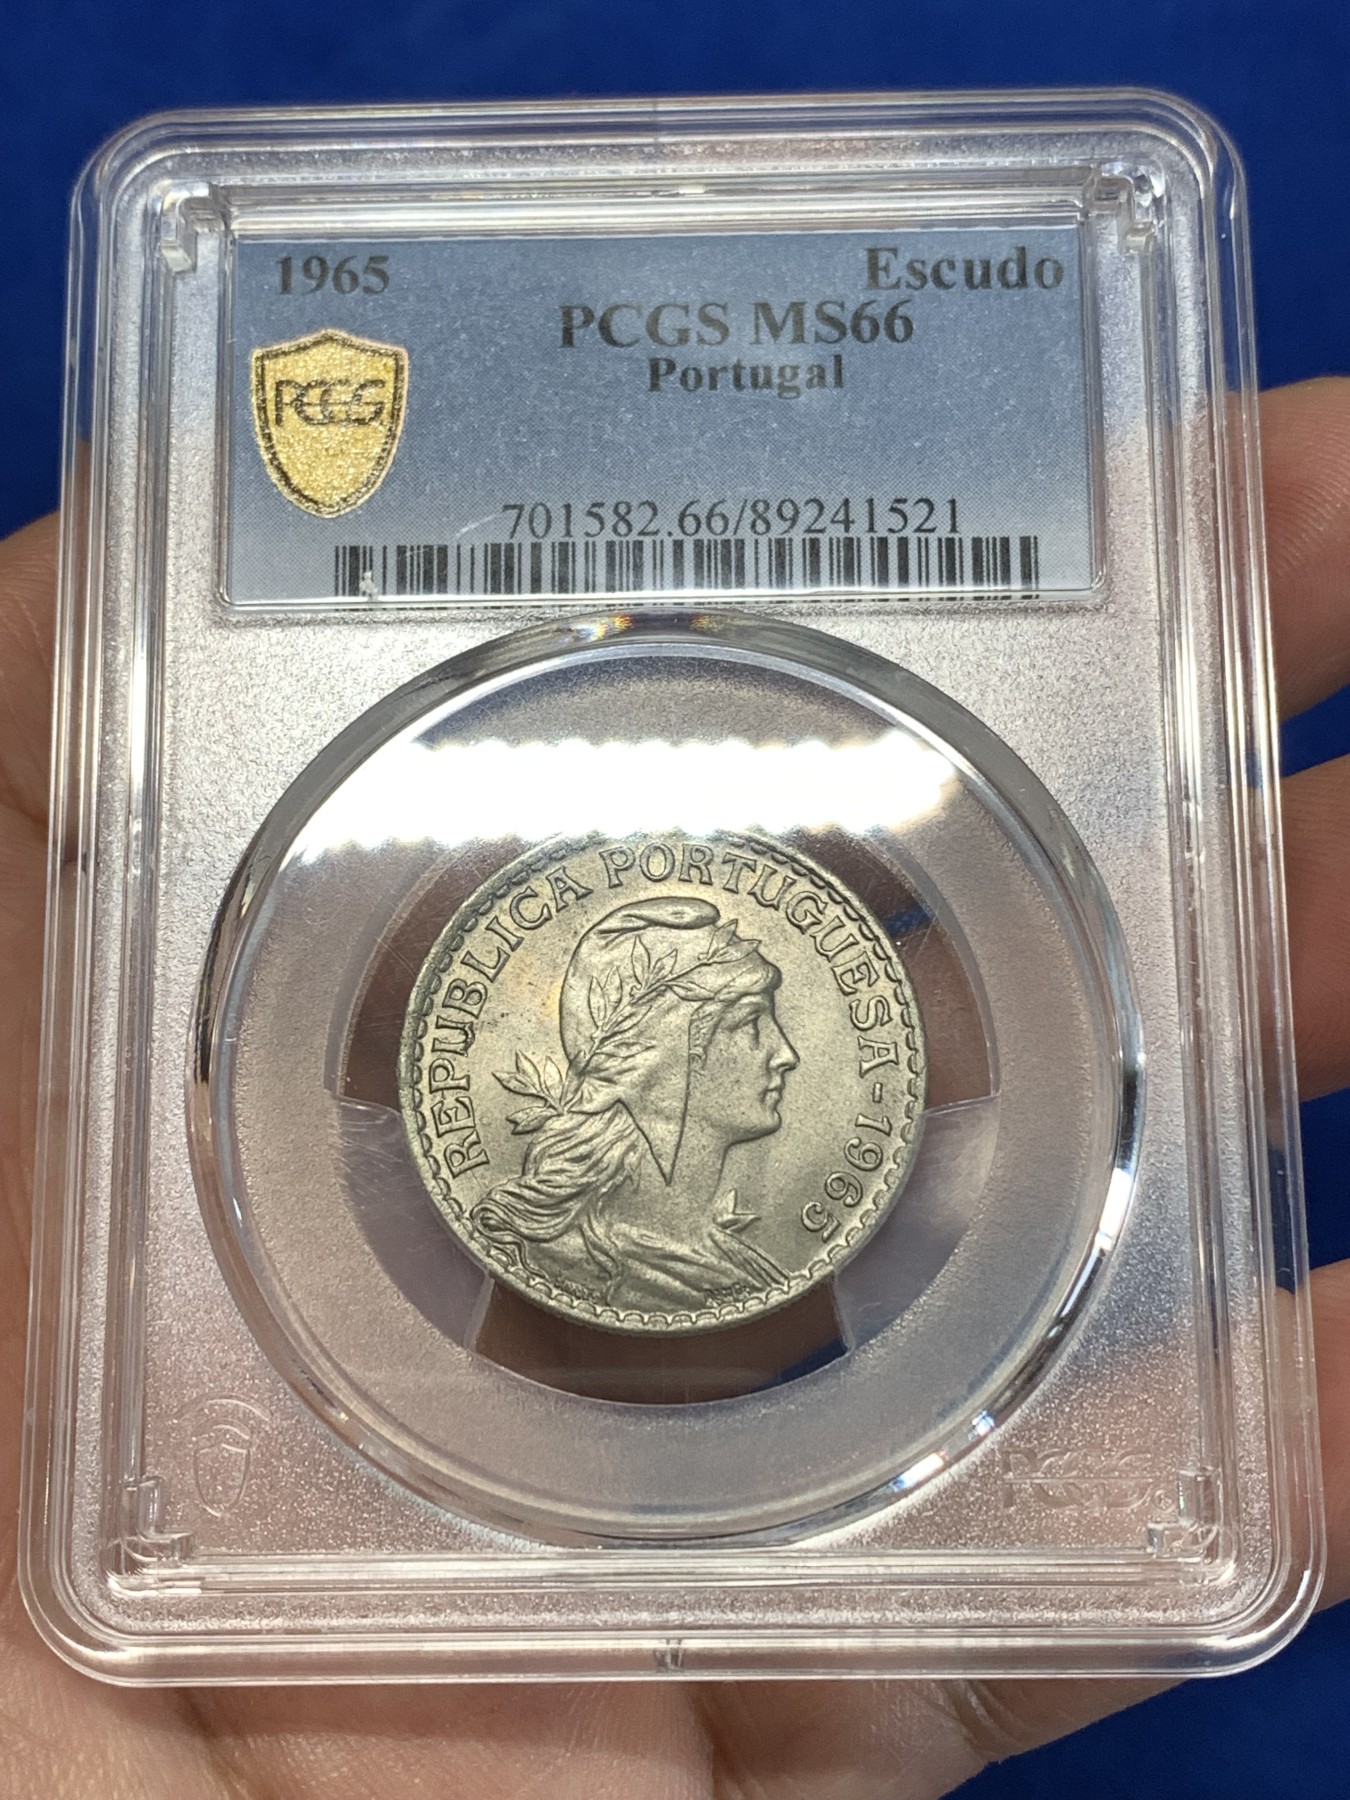 1965 Escudo
PCGS MS66
Portugal
PCGS
701582.66/89241521
REPUBLICA PORTUGUESA - 1965
PCGS